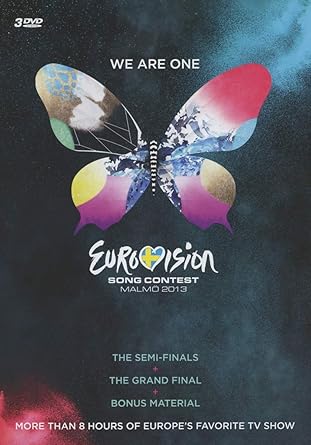 3 DVD
WE ARE ONE
EUROVISION
SONG CONTEST
MALMÖ 2013
THE SEMI-FINALS
+
THE GRAND FINAL
+
BONUS MATERIAL
MORE THAN 8 HOURS OF EUROPE'S FAVORITE TV SHOW